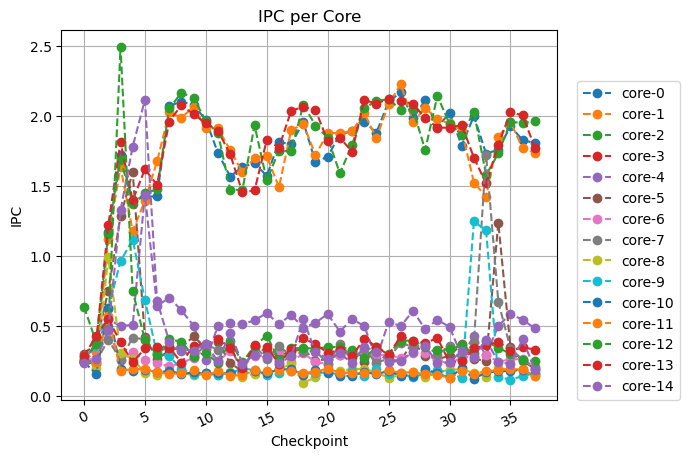 IPC per Core
2.5
2.0
1.5
1.0
0.5
0.0
IPC
0
5
10
15
20
25
30
35
Checkpoint
core-0
core-1
core-2
core-3
core-4
core-5
core-6
core-7
core-8
core-9
core-10
core-11
core-12
core-13
core-14